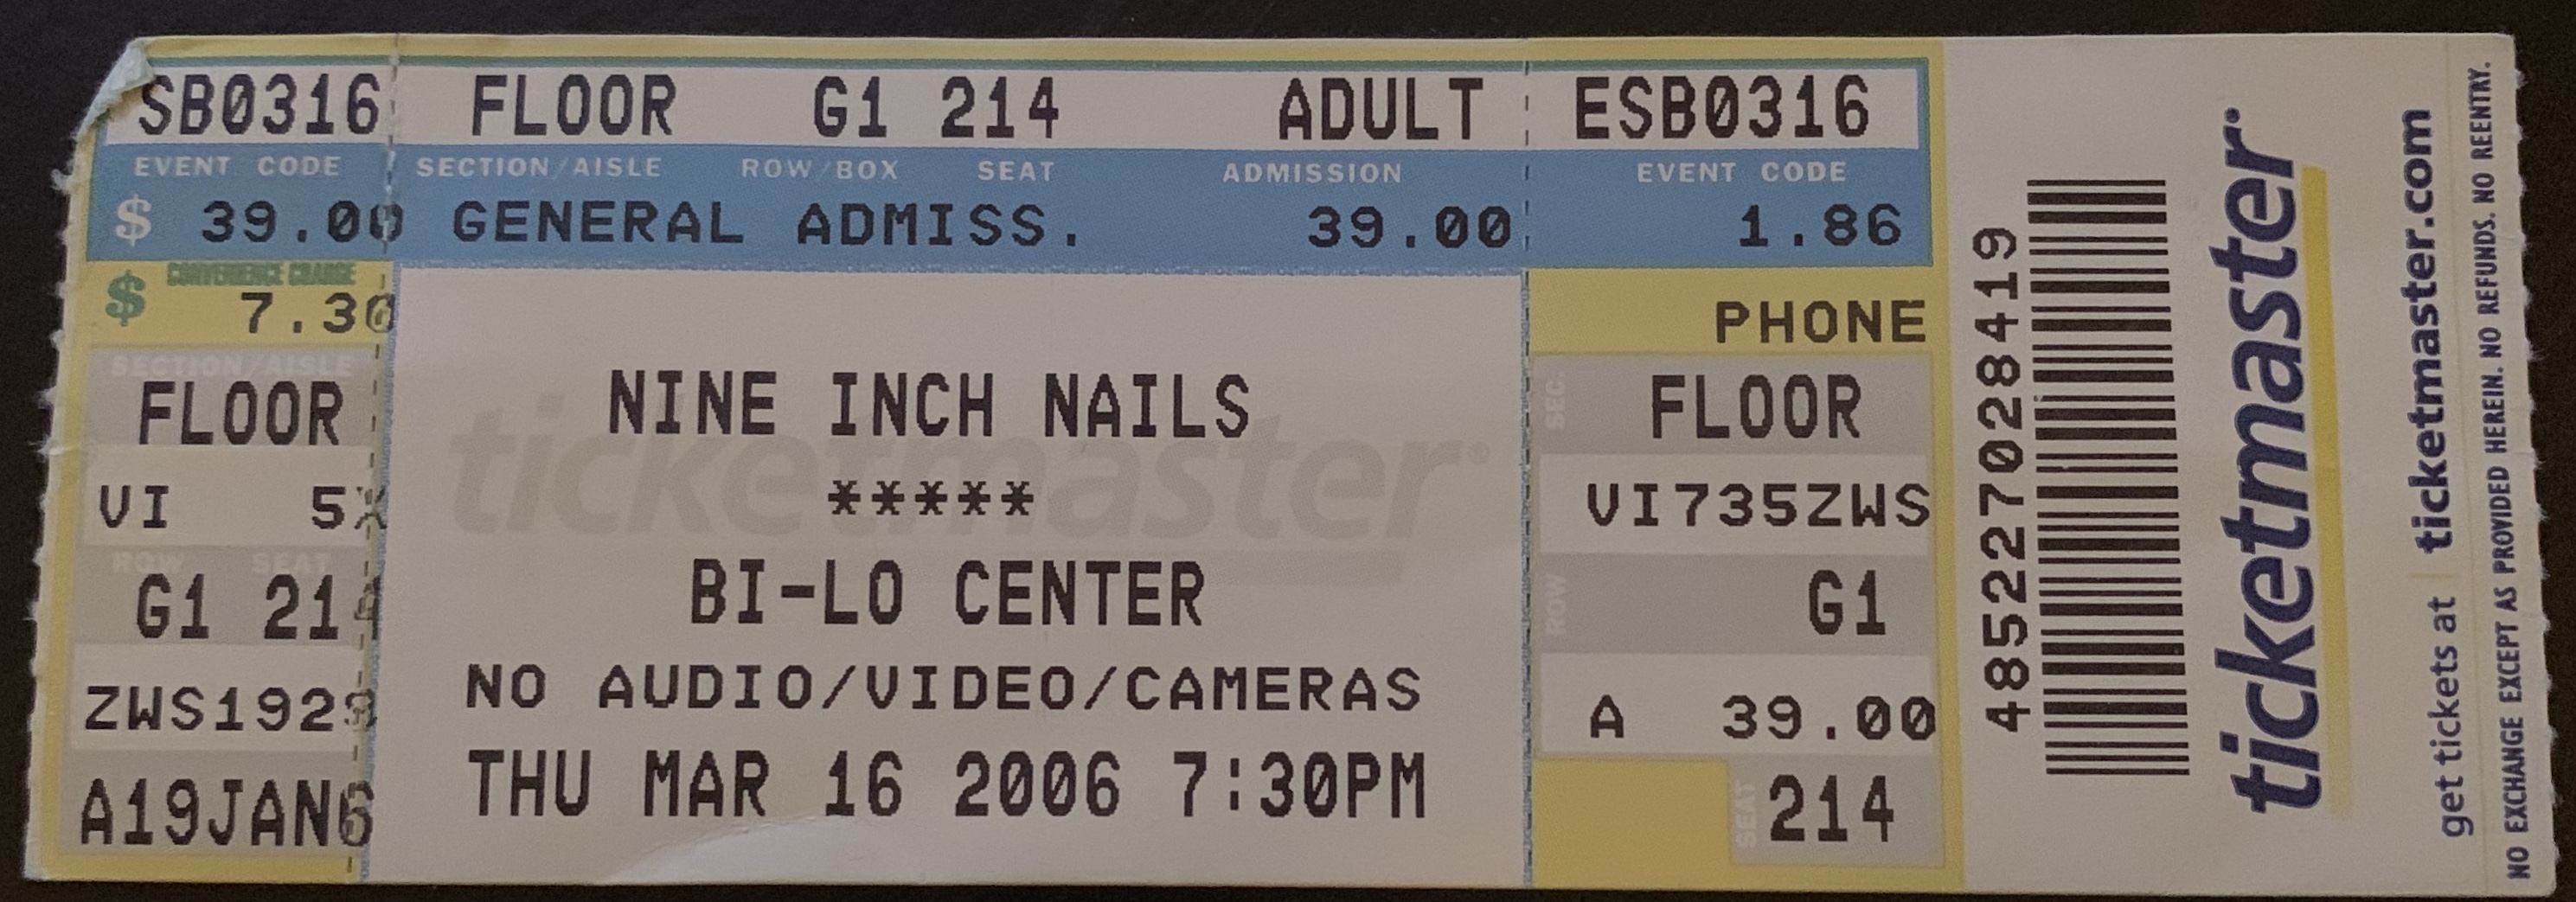 SB0316 FLOOR G1 214 ADULT ESB0316
EVENT CODE SECTION/AISLE ROW/BOX SEAT ADMISSION EVENT CODE
$ 39.00 GENERAL ADMISS. 39.00 1.86
CONVENIENCE CHARGE
$ 7.30
SECTION/AISLE
FLOOR
VI 5X
ROW SEAT
G1 214
ZWS192
A19JAN6
NINE INCH NAILS
ticketmaster
*****
BI-LO CENTER
NO AUDIO/VIDEO/CAMERAS
THU MAR 16 2006 7:30PM
PHONE
SEC.
FLOOR
VI735ZWS
ROW
G1
A 39.00
SEAT
214
485227028419
ticketmaster
get tickets at | ticketmaster.com
NO EXCHANGE EXCEPT AS PROVIDED HEREIN. NO REFUNDS. NO REENTRY.